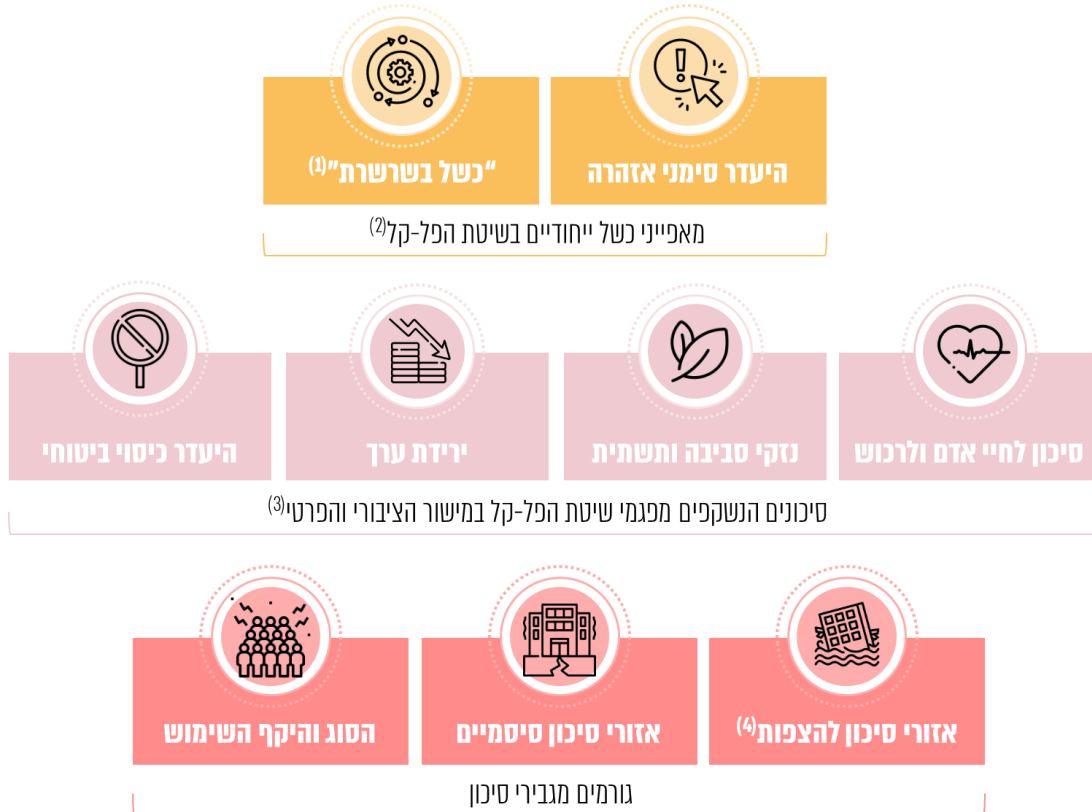 היעדר סימני אזהרה
"כשל בשרשרת"(1)
מאפייני כשל ייחודיים בשיטת הפל-קל(2)
סיכון לחיי אדם ולרכוש
נזקי סביבה ותשתית
ירידת ערך
היעדר כיסוי ביטוחי
סיכונים הנשקפים מפגמי שיטת הפל-קל במישור הציבורי והפרטי(3)
אזורי סיכון להצפות(4)
אזורי סיכון סיסמיים
הסוג והיקף השימוש
גורמים מגבירי סיכון